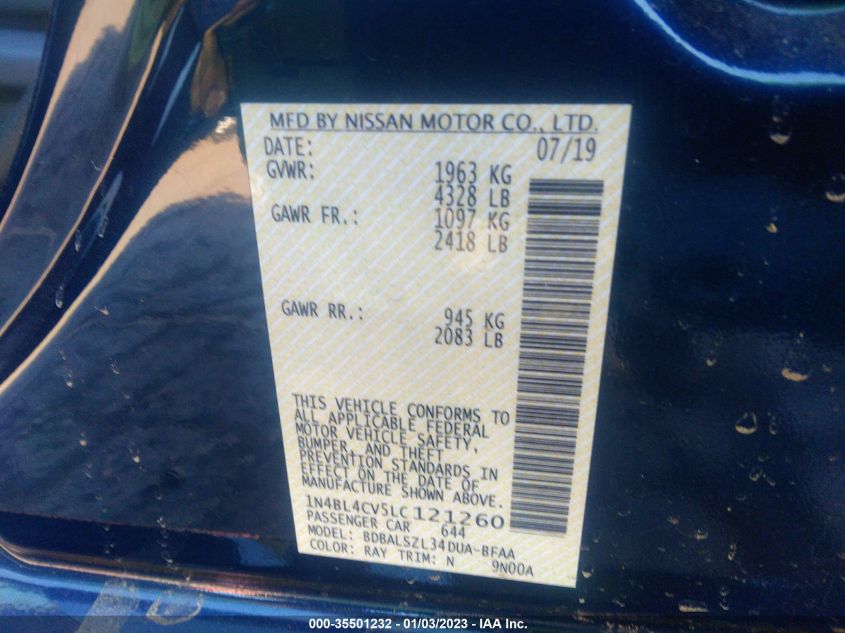 MFD BY NISSAN MOTOR CO., LTD.
DATE: 07/19
GVWR: 1963 KG
4328 LB
GAWR FR.: 1097 KG
2418 LB
GAWR RR.: 945 KG
2083 LB
THIS VEHICLE CONFORMS TO
ALL APPLICABLE FEDERAL
MOTOR VEHICLE SAFETY,
BUMPER, AND THEFT
PREVENTION STANDARDS IN
EFFECT ON THE DATE OF
MANUFACTURE SHOWN ABOVE.
1N4BL4CV5LC121260
PASSENGER CAR 644
MODEL: BDBALSZL34DUA-BFAA
COLOR: RAY TRIM: N 9N00A
000-35501232 - 01/03/2023 - IAA Inc.